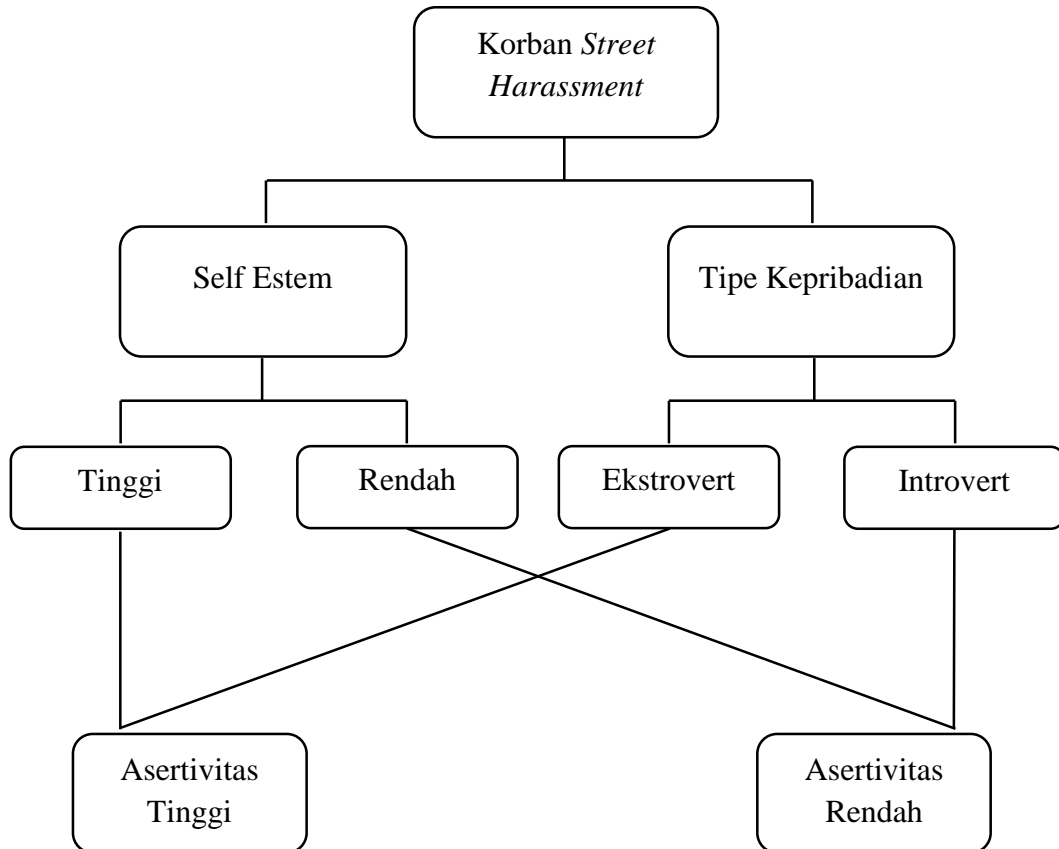 Korban Street
Harassment
Self Estem
Tipe Kepribadian
Tinggi
Rendah
Ekstrovert
Introvert
Asertivitas
Tinggi
Asertivitas
Rendah